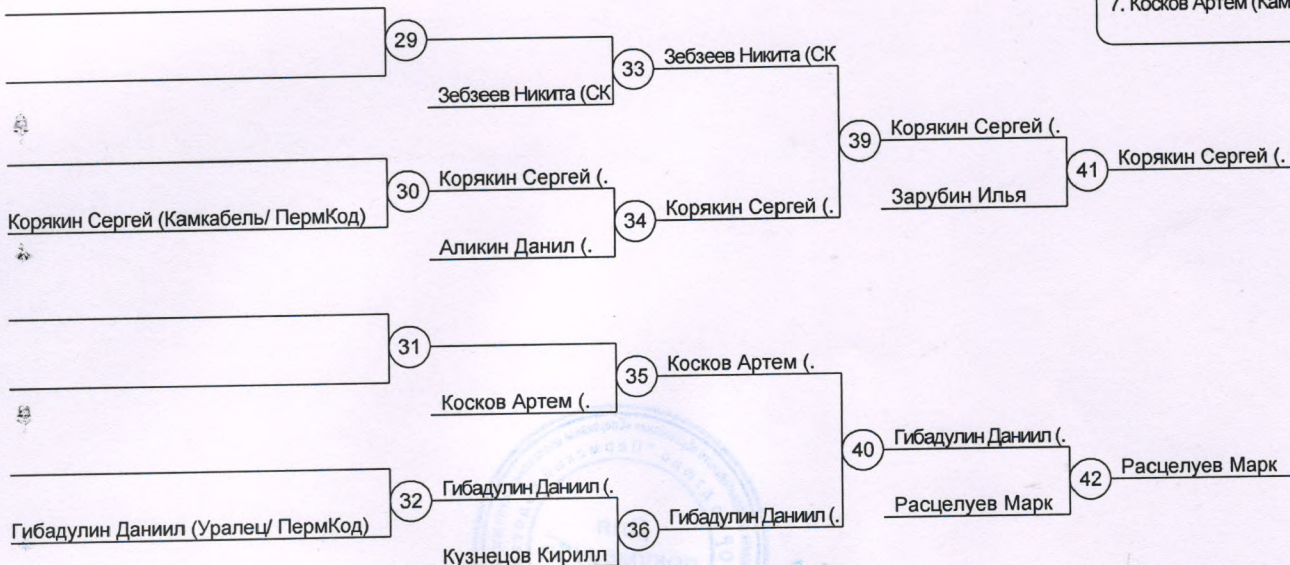 7. Косков Артем (Кам
29
33
Зебзеев Никита (СК
Зебзеев Никита (СК
39
Корякин Сергей (.
30
Корякин Сергей (.
41
Корякин Сергей (.
Корякин Сергей (Камкабель/ ПермКод)
34
Корякин Сергей (.
Зарубин Илья
Аликин Данил (.
31
35
Косков Артем (.
Косков Артем (.
40
Гибадулин Даниил (.
32
Гибадулин Даниил (.
42
Расцелуев Марк
Гибадулин Даниил (Уралец/ ПермКод)
36
Гибадулин Даниил (.
Расцелуев Марк
Кузнецов Кирилл